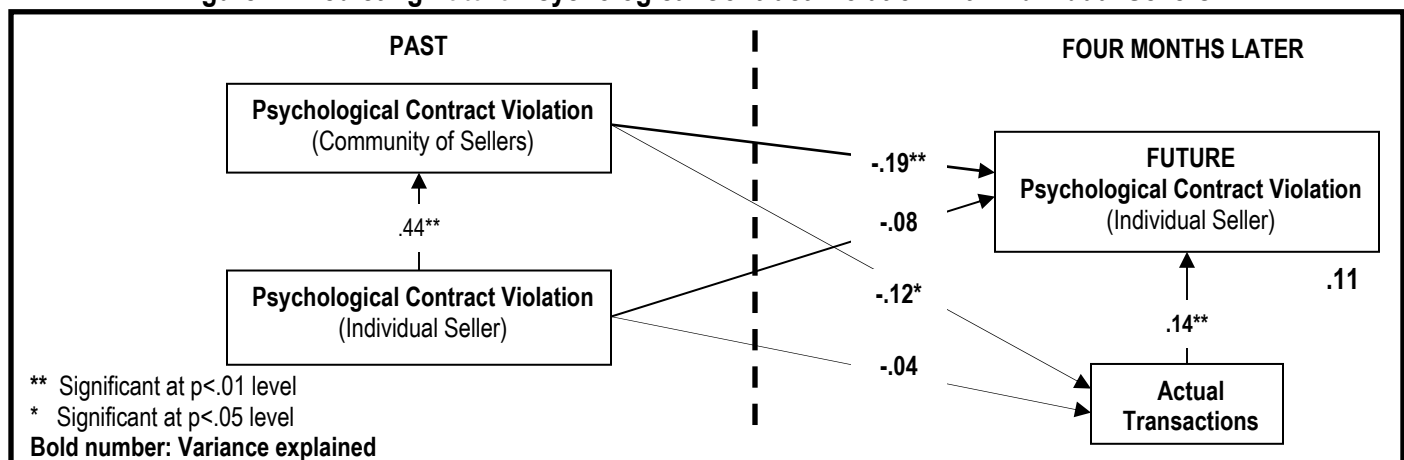 PAST
FOUR MONTHS LATER
Psychological Contract Violation
(Community of Sellers)
-.19**
FUTURE
Psychological Contract Violation
(Individual Seller)
.44**
-.08
.11
Psychological Contract Violation
(Individual Seller)
-.12*
.14**
-.04
Actual
Transactions
** Significant at p<.01 level
* Significant at p<.05 level
Bold number: Variance explained